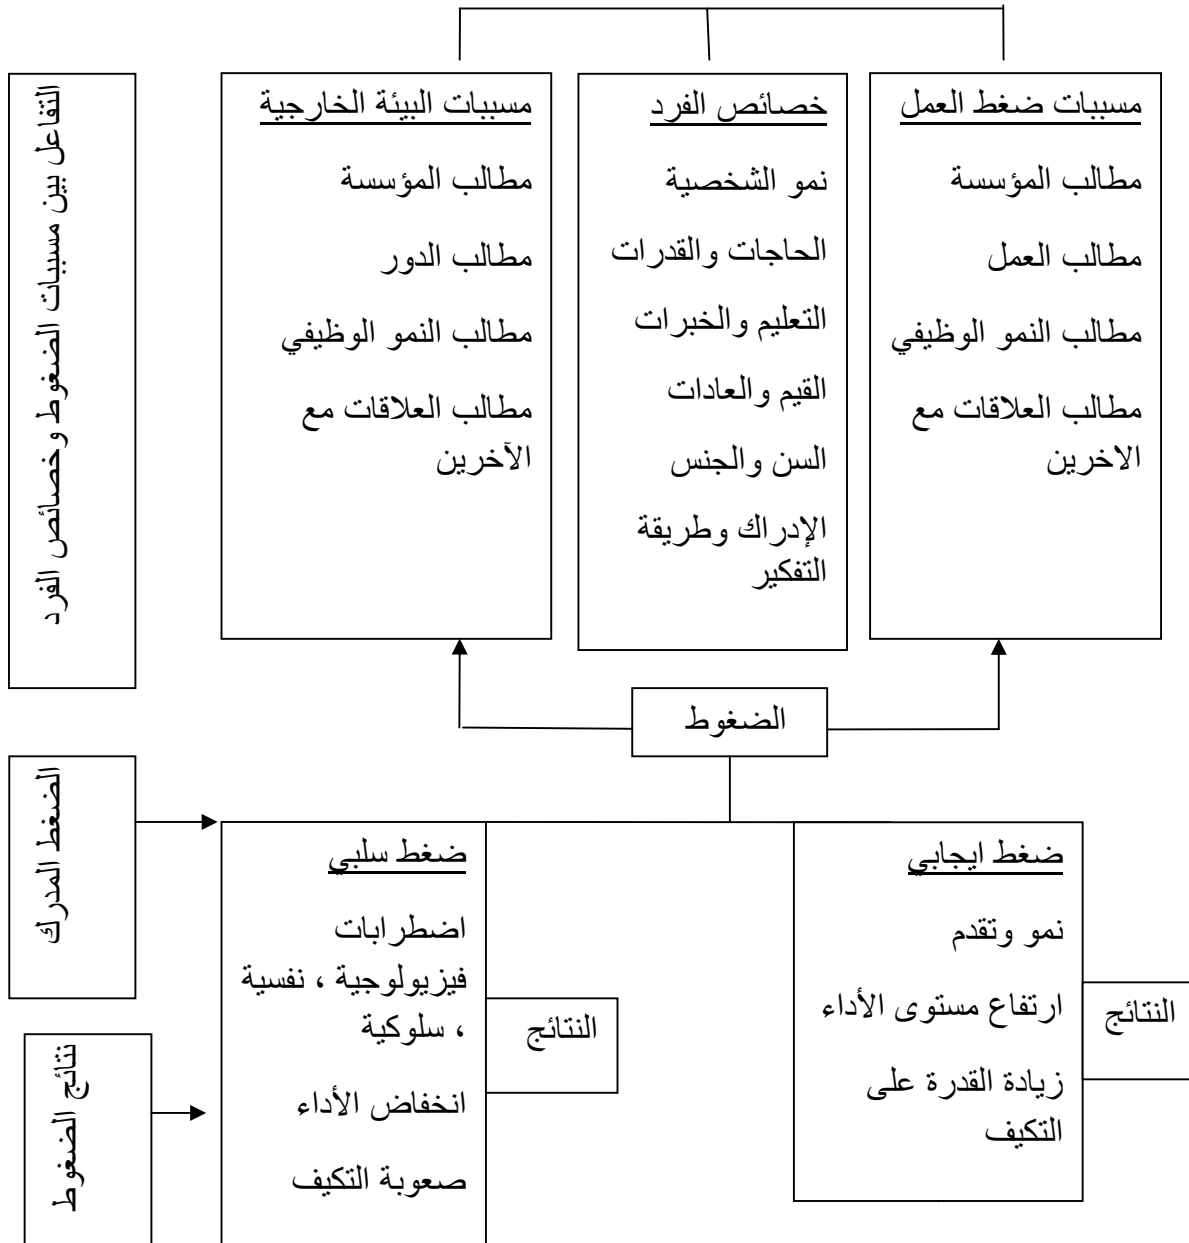 مسببات ضغط العمل
مطالب المؤسسة
مطالب العمل
مطالب النمو الوظيفي
مطالب العلاقات مع
الاخرين
خصائص الفرد
نمو الشخصية
الحاجات والقدرات
التعليم والخبرات
القيم والعادات
السن والجنس
الإدراك وطريقة
التفكير
مسببات البيئة الخارجية
مطالب المؤسسة
مطالب الدور
مطالب النمو الوظيفي
مطالب العلاقات مع
الآخرين
التفاعل بين مسببات الضغوط وخصائص الفرد
الضغوط
الضغط المدرك
ضغط ايجابي
نمو وتقدم
ارتفاع مستوى الأداء
زيادة القدرة على
التكيف
النتائج
ضغط سلبي
اضطرابات
فيزيولوجية ، نفسية
، سلوكية
انخفاض الأداء
صعوبة التكيف
النتائج
نتائج الضغوط